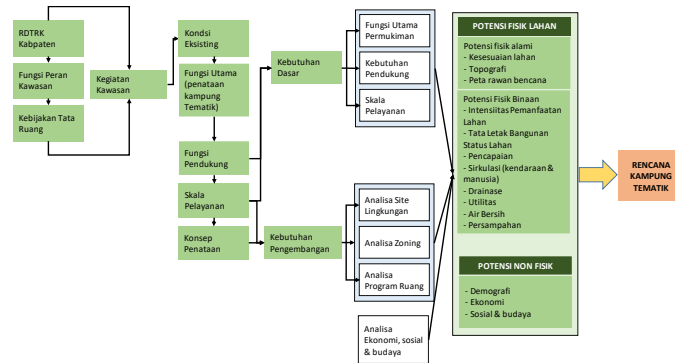 RDTRK
Kabpaten
Fungsi Peran
Kawasan
Kebijakan Tata
Ruang
Kegiatan
Kawasan
Kondsi
Eksisting
Fungsi Utama
(penataan
kampung
Tematik)
Fungsi
Pendukung
Skala
Pelayanan
Konsep
Penataan
Kebutuhan
Dasar
Kebutuhan
Pengembangan
Fungsi Utama
Permukiman
Kebutuhan
Pendukung
Skala
Pelayanan
Analisa Site
Lingkungan
Analisa Zoning
Analisa
Program Ruang
Analisa
Ekonomi, sosial
& budaya
POTENSI FISIK LAHAN
Potensi fisik alami
- Kesesuaian lahan
- Topografi
- Peta rawan bencana
Potensi Fisik Binaan
- Intensiitas Pemanfaatan
Lahan
- Tata Letak Bangunan
Status Lahan
- Pencapaian
- Sirkulasi (kendaraan &
manusia)
- Drainase
- Utilitas
- Air Bersih
- Persampahan
POTENSI NON FISIK
- Demografi
- Ekonomi
- Sosial & budaya
RENCANA
KAMPUNG
TEMATIK